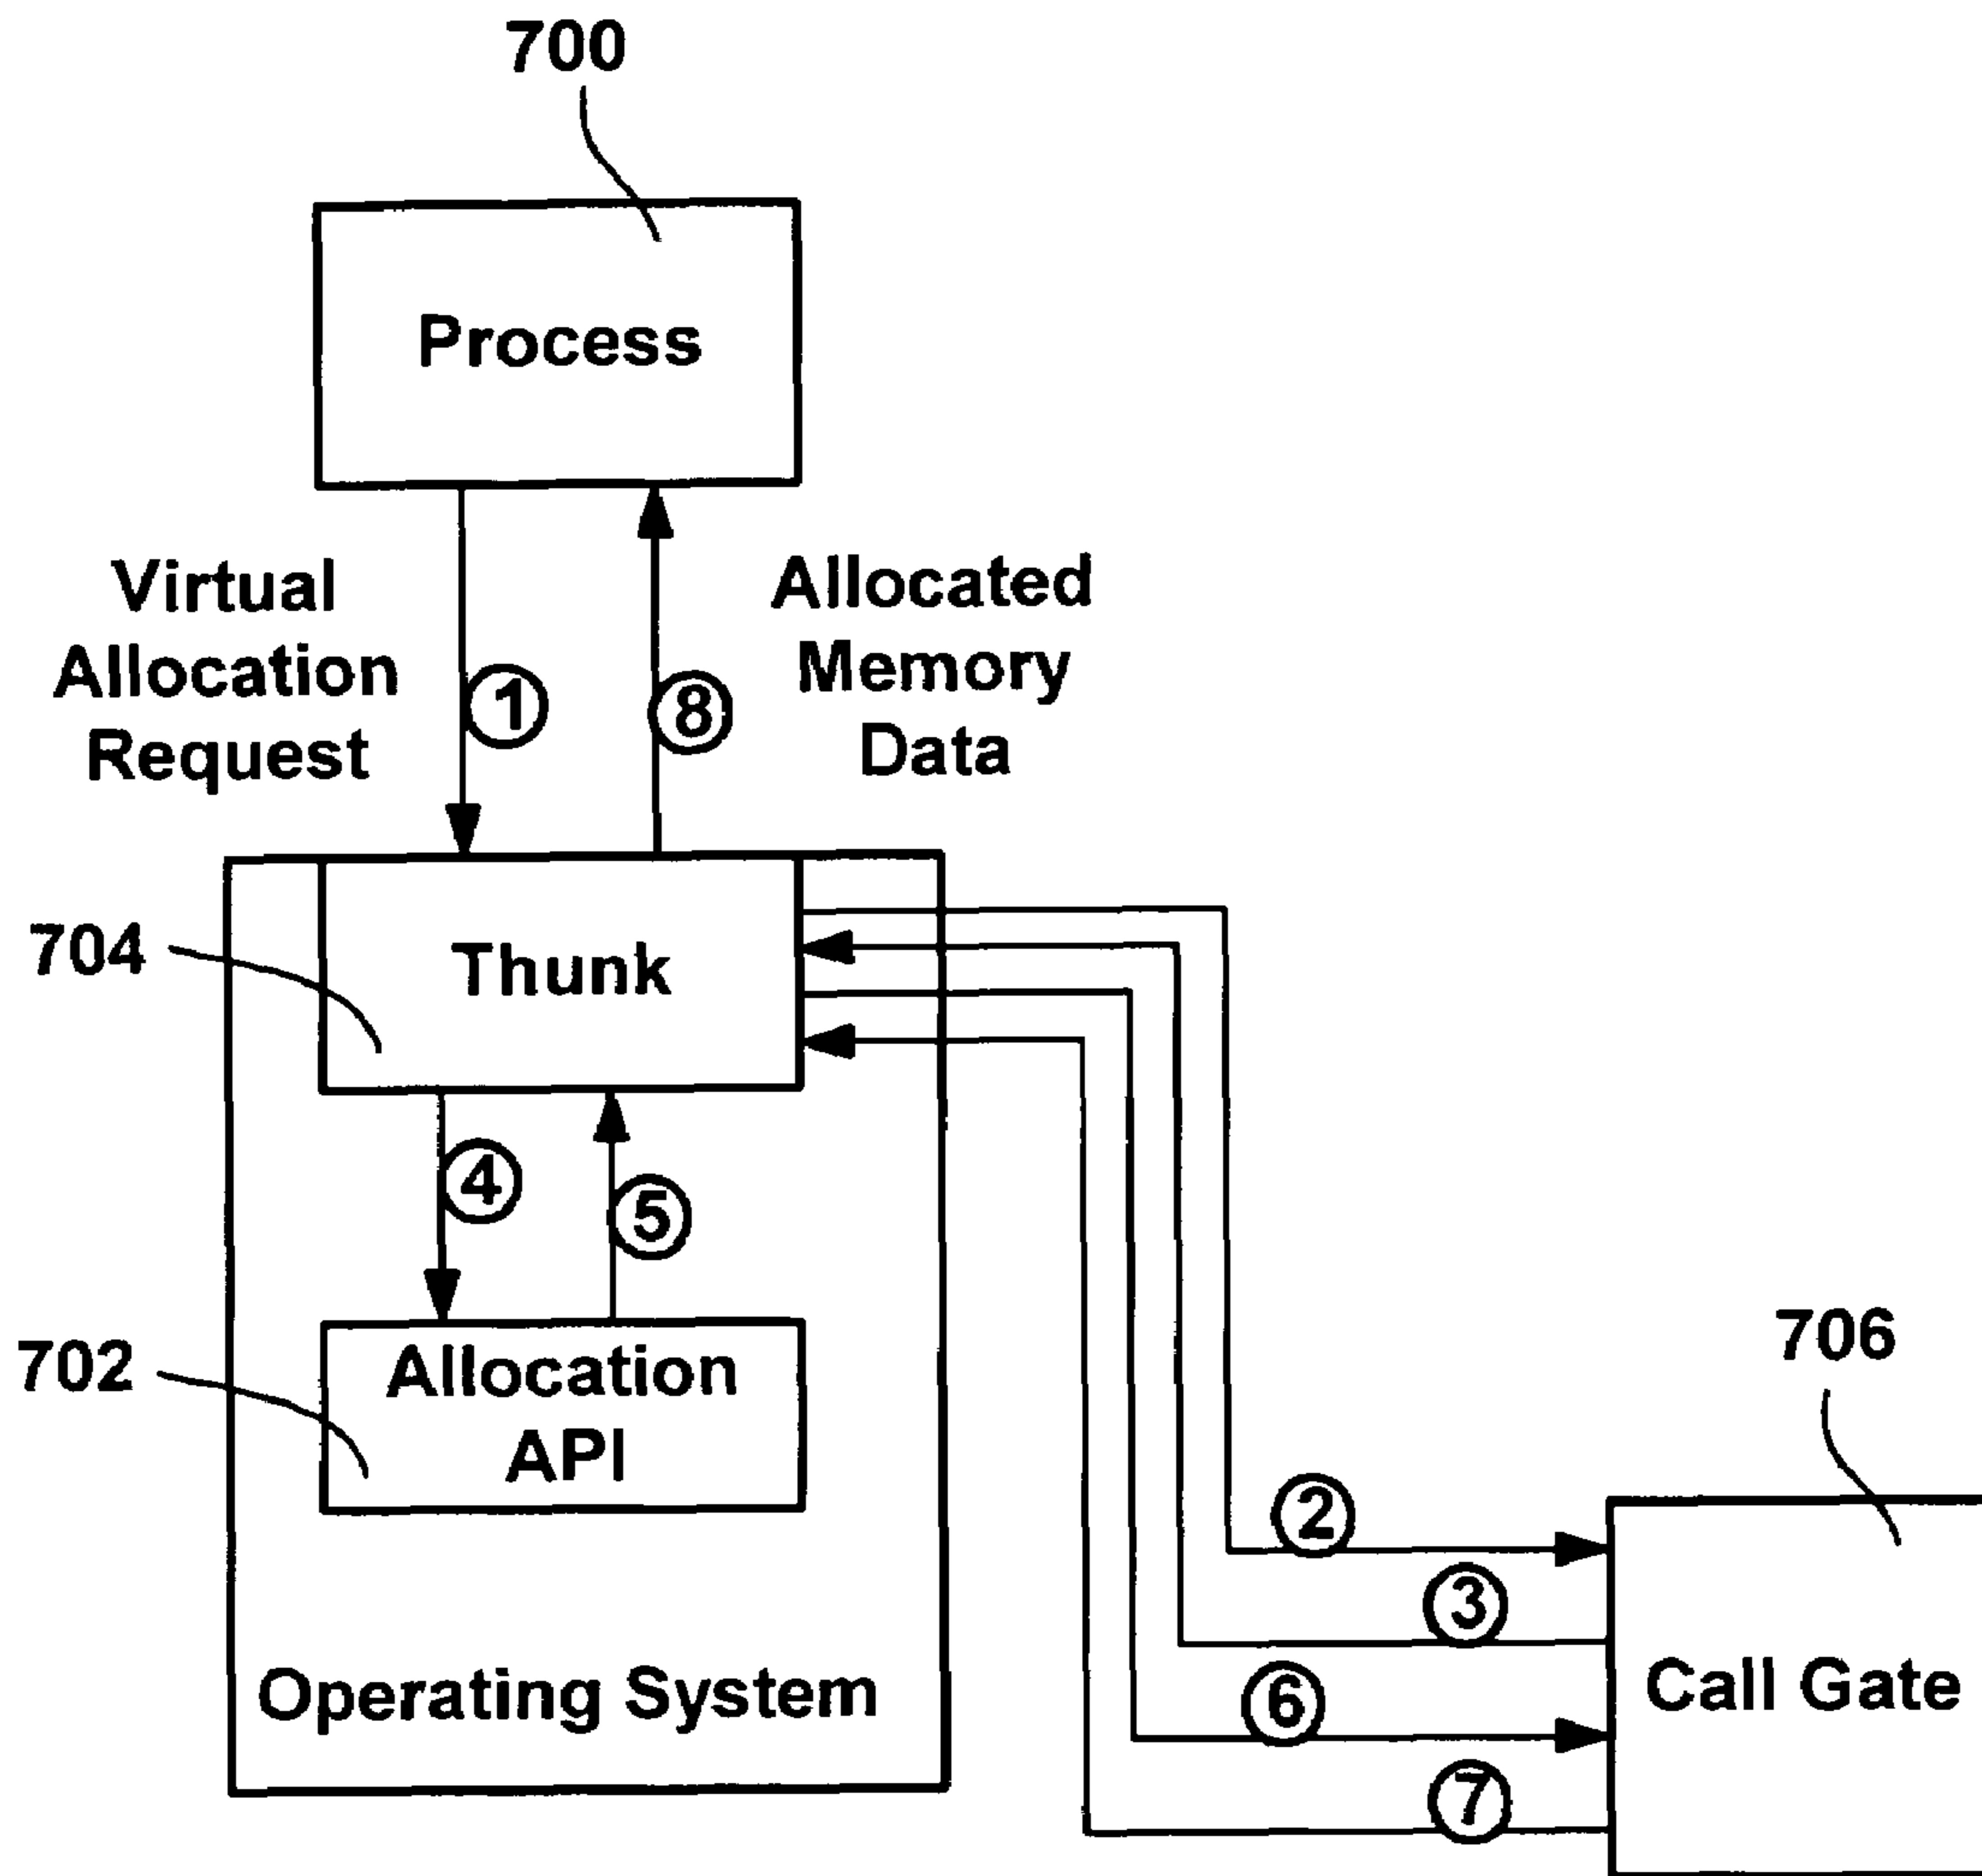 700
Process
Virtual
Allocation
Request
1
8
Allocated
Memory
Data
704
Thunk
4
5
702
Allocation
API
706
2
3
Operating System
6
Call Gate
7